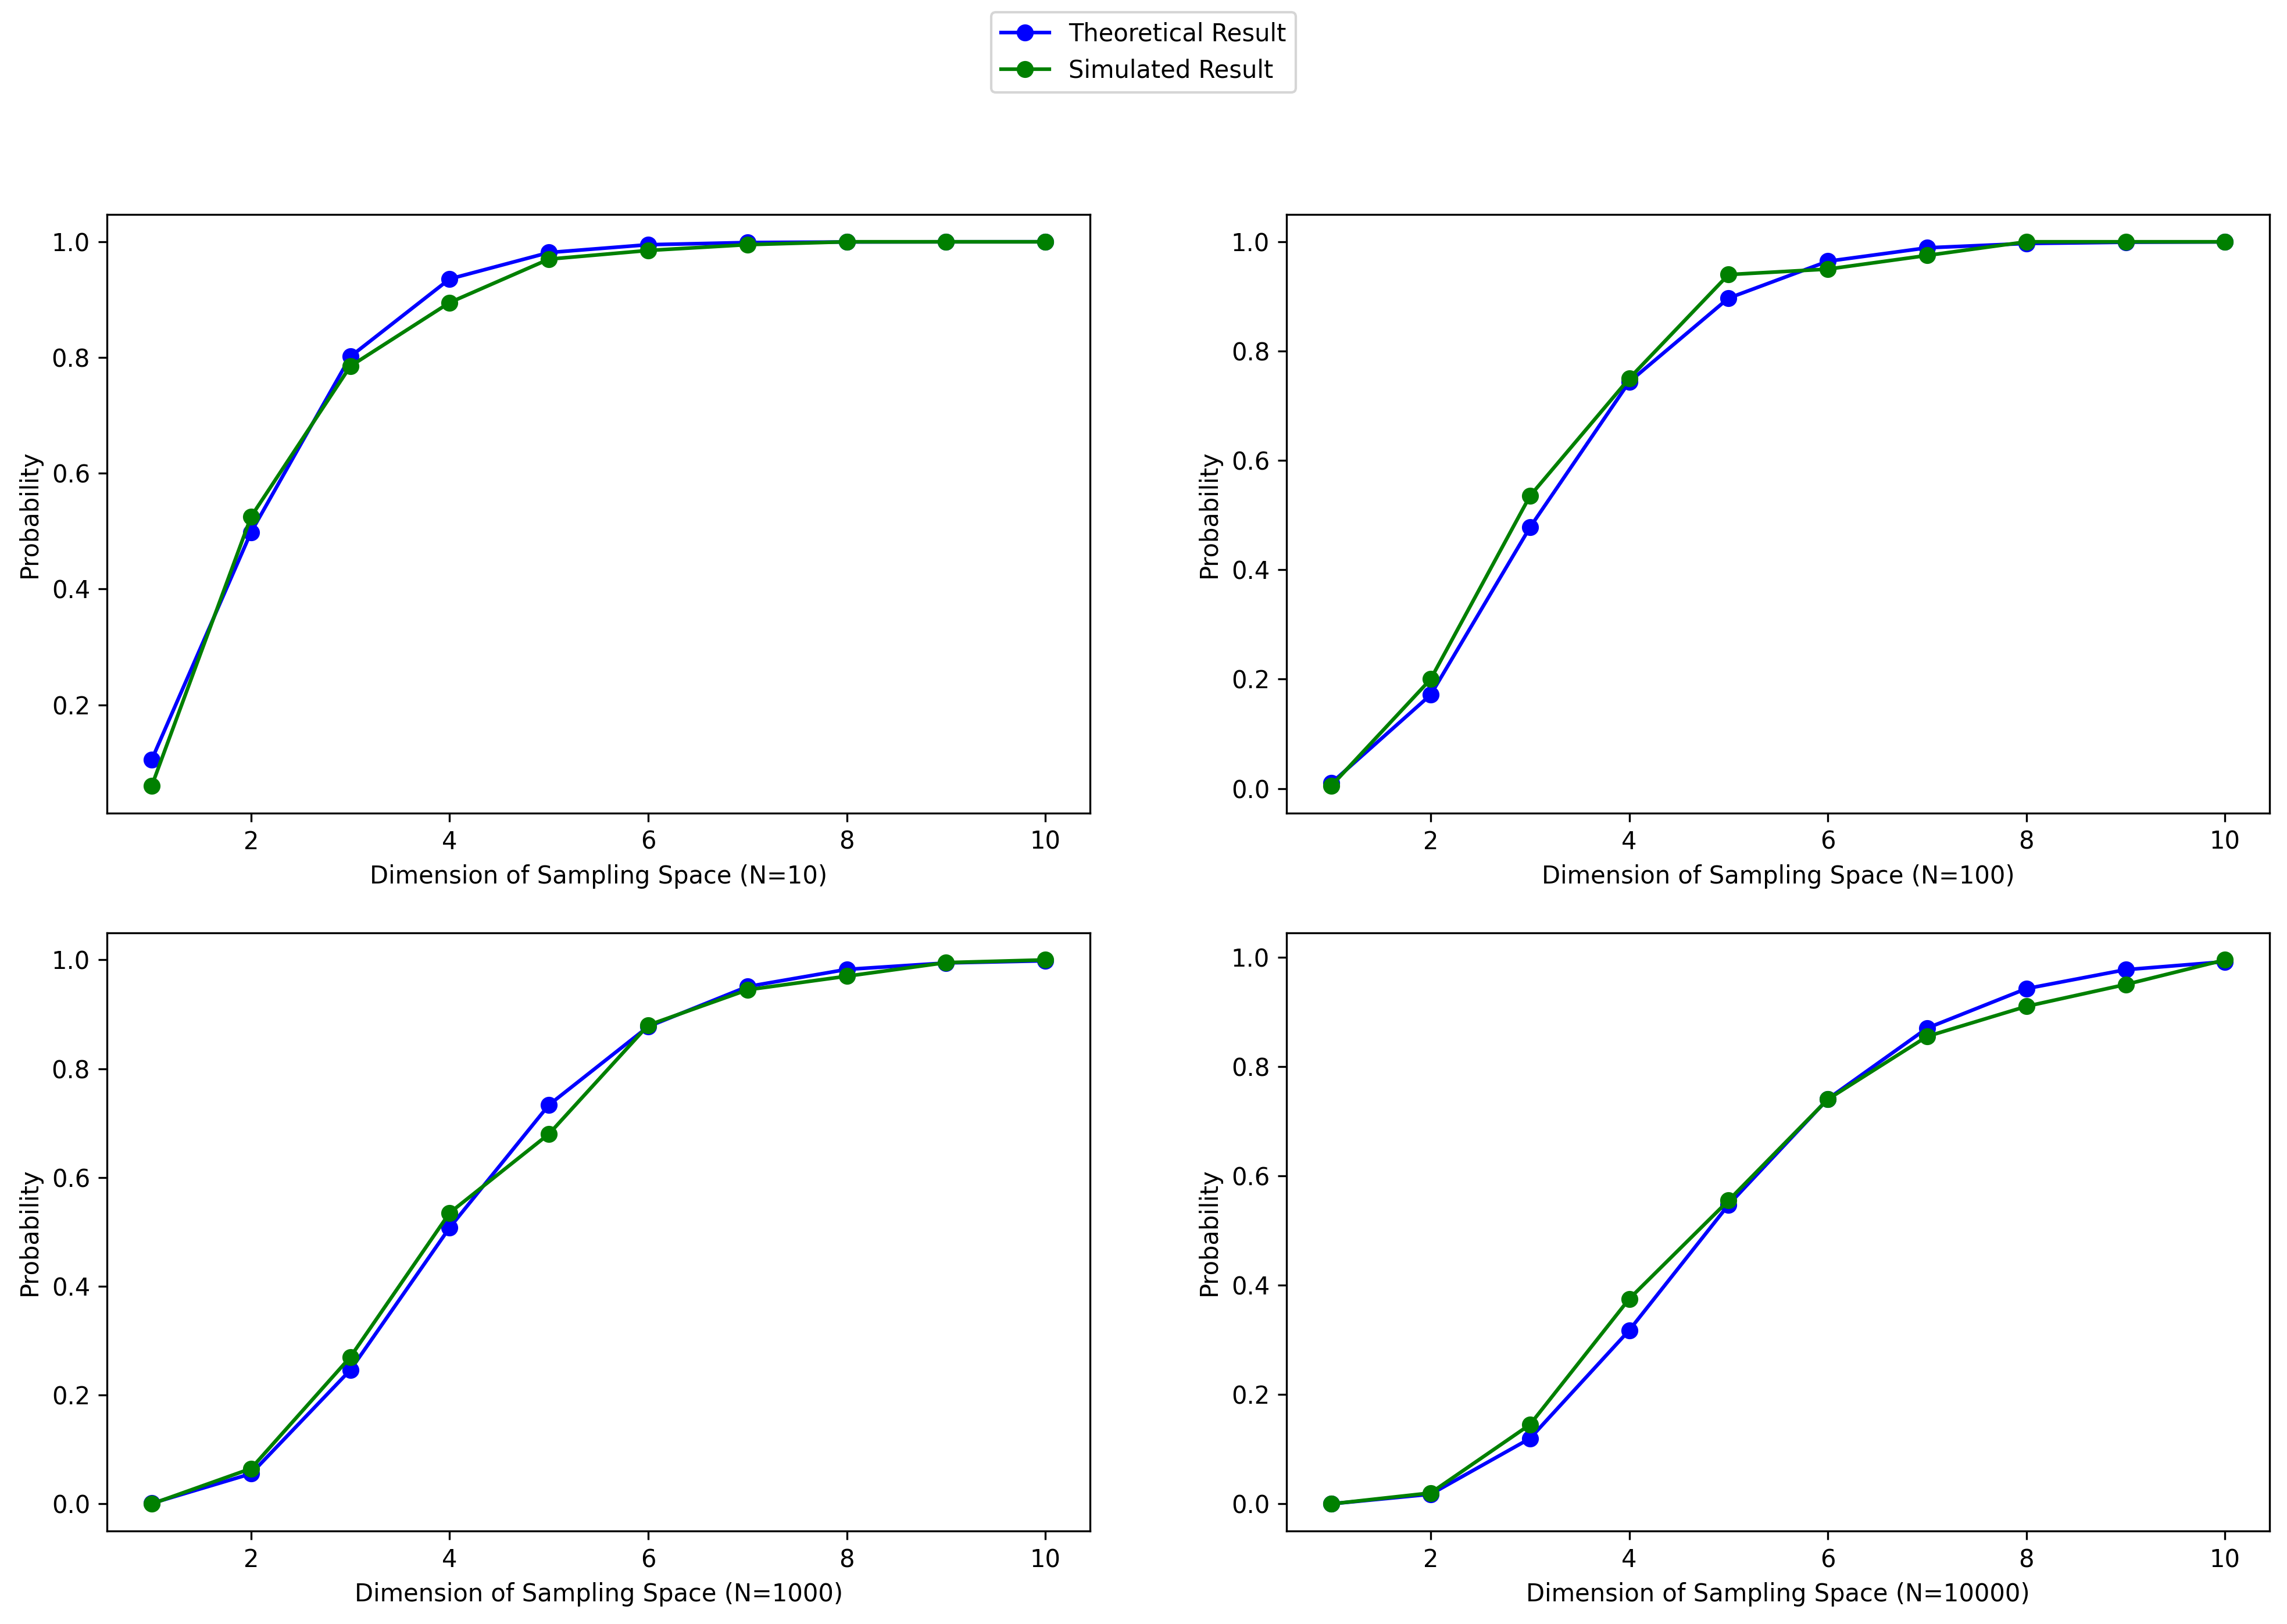 Theoretical Result
Simulated Result
1.0
0.8
0.6
0.4
0.2
Probability
2 4 6 8 10
Dimension of Sampling Space (N=10)
1.0
0.8
0.6
0.4
0.2
0.0
Probability
2 4 6 8 10
Dimension of Sampling Space (N=100)
1.0
0.8
0.6
0.4
0.2
0.0
Probability
2 4 6 8 10
Dimension of Sampling Space (N=1000)
1.0
0.8
0.6
0.4
0.2
0.0
Probability
2 4 6 8 10
Dimension of Sampling Space (N=10000)